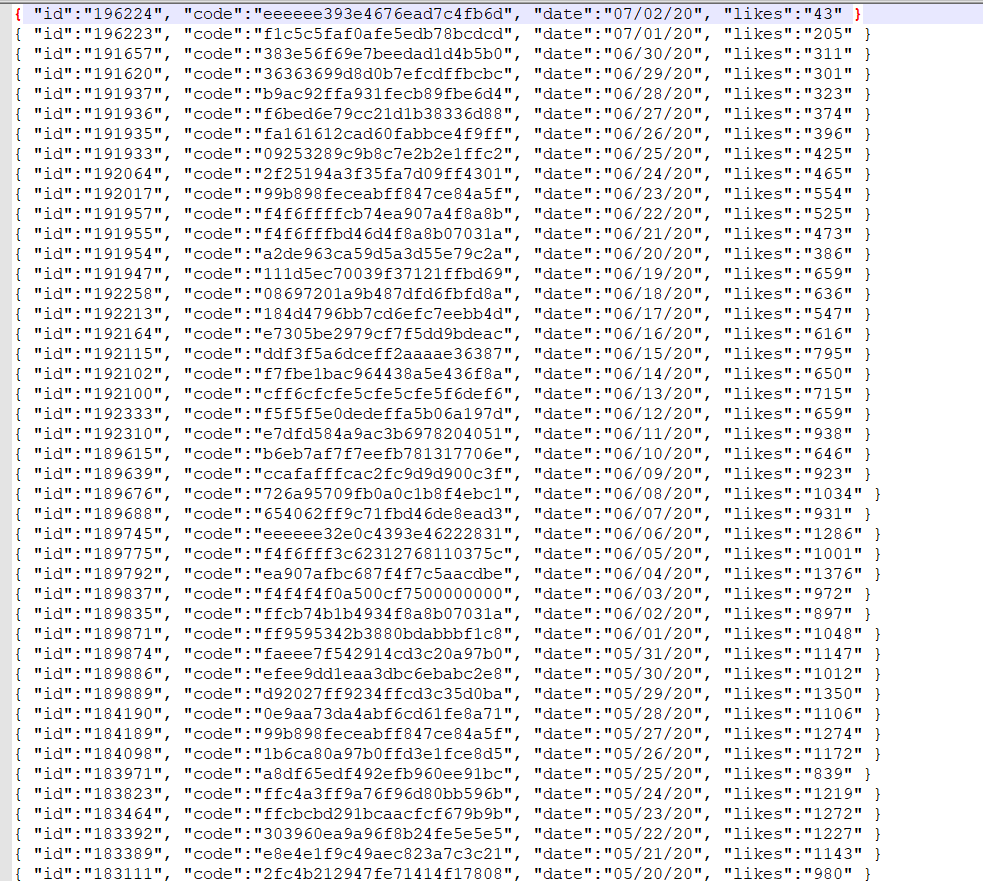 { "id":"196224", "code":"eeeeee393e4676ead7c4fb6d", "date":"07/02/20", "likes":"43" }
{ "id":"196223", "code":"f1c5c5faf0afe5edb78bcdcd", "date":"07/01/20", "likes":"205" }
{ "id":"191657", "code":"383e56f69e7beedad1d4b5b0", "date":"06/30/20", "likes":"311" }
{ "id":"191620", "code":"36363699d8d0b7efcdffbcbc", "date":"06/29/20", "likes":"301" }
{ "id":"191937", "code":"b9ac92ffa931fecb89fbe6d4", "date":"06/28/20", "likes":"323" }
{ "id":"191936", "code":"f6bed6e79cc21d1b38336d88", "date":"06/27/20", "likes":"374" }
{ "id":"191935", "code":"fa161612cad60fabbce4f9ff", "date":"06/26/20", "likes":"396" }
{ "id":"191933", "code":"09253289c9b8c7e2b2e1ffc2", "date":"06/25/20", "likes":"425" }
{ "id":"192064", "code":"2f25194a3f35fa7d09ff4301", "date":"06/24/20", "likes":"465" }
{ "id":"192017", "code":"99b898feceabff847ce84a5f", "date":"06/23/20", "likes":"554" }
{ "id":"191957", "code":"f4f6ffffcb74ea907a4f8a8b", "date":"06/22/20", "likes":"525" }
{ "id":"191955", "code":"f4f6fffbd46d4f8a8b07031a", "date":"06/21/20", "likes":"473" }
{ "id":"191954", "code":"a2de963ca59d5a3d55e79c2a", "date":"06/20/20", "likes":"386" }
{ "id":"191947", "code":"111d5ec70039f37121ffbd69", "date":"06/19/20", "likes":"659" }
{ "id":"192258", "code":"08697201a9b487dfd6fbfd8a", "date":"06/18/20", "likes":"636" }
{ "id":"192213", "code":"184d4796bb7cd6efc7eebb4d", "date":"06/17/20", "likes":"547" }
{ "id":"192164", "code":"e7305be2979cf7f5dd9bdeac", "date":"06/16/20", "likes":"616" }
{ "id":"192115", "code":"ddf3f5a6dceff2aaaae36387", "date":"06/15/20", "likes":"795" }
{ "id":"192102", "code":"f7fbe1bac964438a5e436f8a", "date":"06/14/20", "likes":"650" }
{ "id":"192100", "code":"cff6cfcfe5cfe5cfe5f6def6", "date":"06/13/20", "likes":"715" }
{ "id":"192333", "code":"f5f5f5e0dedeffa5b06a197d", "date":"06/12/20", "likes":"659" }
{ "id":"192310", "code":"e7dfd584a9ac3b6978204051", "date":"06/11/20", "likes":"938" }
{ "id":"189615", "code":"b6eb7af7f7eefb781317706e", "date":"06/10/20", "likes":"646" }
{ "id":"189639", "code":"ccafafffcac2fc9d9d900c3f", "date":"06/09/20", "likes":"923" }
{ "id":"189676", "code":"726a95709fb0a0c1b8f4ebc1", "date":"06/08/20", "likes":"1034" }
{ "id":"189688", "code":"654062ff9c71fbd46de8ead3", "date":"06/07/20", "likes":"931" }
{ "id":"189745", "code":"eeeeee32e0c4393e46222831", "date":"06/06/20", "likes":"1286" }
{ "id":"189775", "code":"f4f6fff3c62312768110375c", "date":"06/05/20", "likes":"1001" }
{ "id":"189792", "code":"ea907afbc687f4f7c5aacdbe", "date":"06/04/20", "likes":"1376" }
{ "id":"189837", "code":"f4f4f4f0a500cf7500000000", "date":"06/03/20", "likes":"972" }
{ "id":"189835", "code":"ffcb74b1b4934f8a8b07031a", "date":"06/02/20", "likes":"897" }
{ "id":"189871", "code":"ff9595342b3880bdabbbf1c8", "date":"06/01/20", "likes":"1048" }
{ "id":"189874", "code":"faeee7f542914cd3c20a97b0", "date":"05/31/20", "likes":"1147" }
{ "id":"189886", "code":"efee9dd1eaa3dbc6ebabc2e8", "date":"05/30/20", "likes":"1012" }
{ "id":"189889", "code":"d92027ff9234ffcd3c35d0ba", "date":"05/29/20", "likes":"1350" }
{ "id":"184190", "code":"0e9aa73da4abf6cd61fe8a71", "date":"05/28/20", "likes":"1106" }
{ "id":"184189", "code":"99b898feceabff847ce84a5f", "date":"05/27/20", "likes":"1274" }
{ "id":"184098", "code":"1b6ca80a97b0ffd3e1fce8d5", "date":"05/26/20", "likes":"1172" }
{ "id":"183971", "code":"a8df65edf492efb960ee91bc", "date":"05/25/20", "likes":"839" }
{ "id":"183823", "code":"ffc4a3ff9a76f96d80bb596b", "date":"05/24/20", "likes":"1219" }
{ "id":"183464", "code":"ffcbcbd291bcaacfcf679b9b", "date":"05/23/20", "likes":"1272" }
{ "id":"183392", "code":"303960ea9a96f8b24fe5e5e5", "date":"05/22/20", "likes":"1227" }
{ "id":"183389", "code":"e8e4e1f9c49aec823a7c3c21", "date":"05/21/20", "likes":"1143" }
{ "id":"183111", "code":"2fc4b212947fe71414f17808", "date":"05/20/20", "likes":"980" }